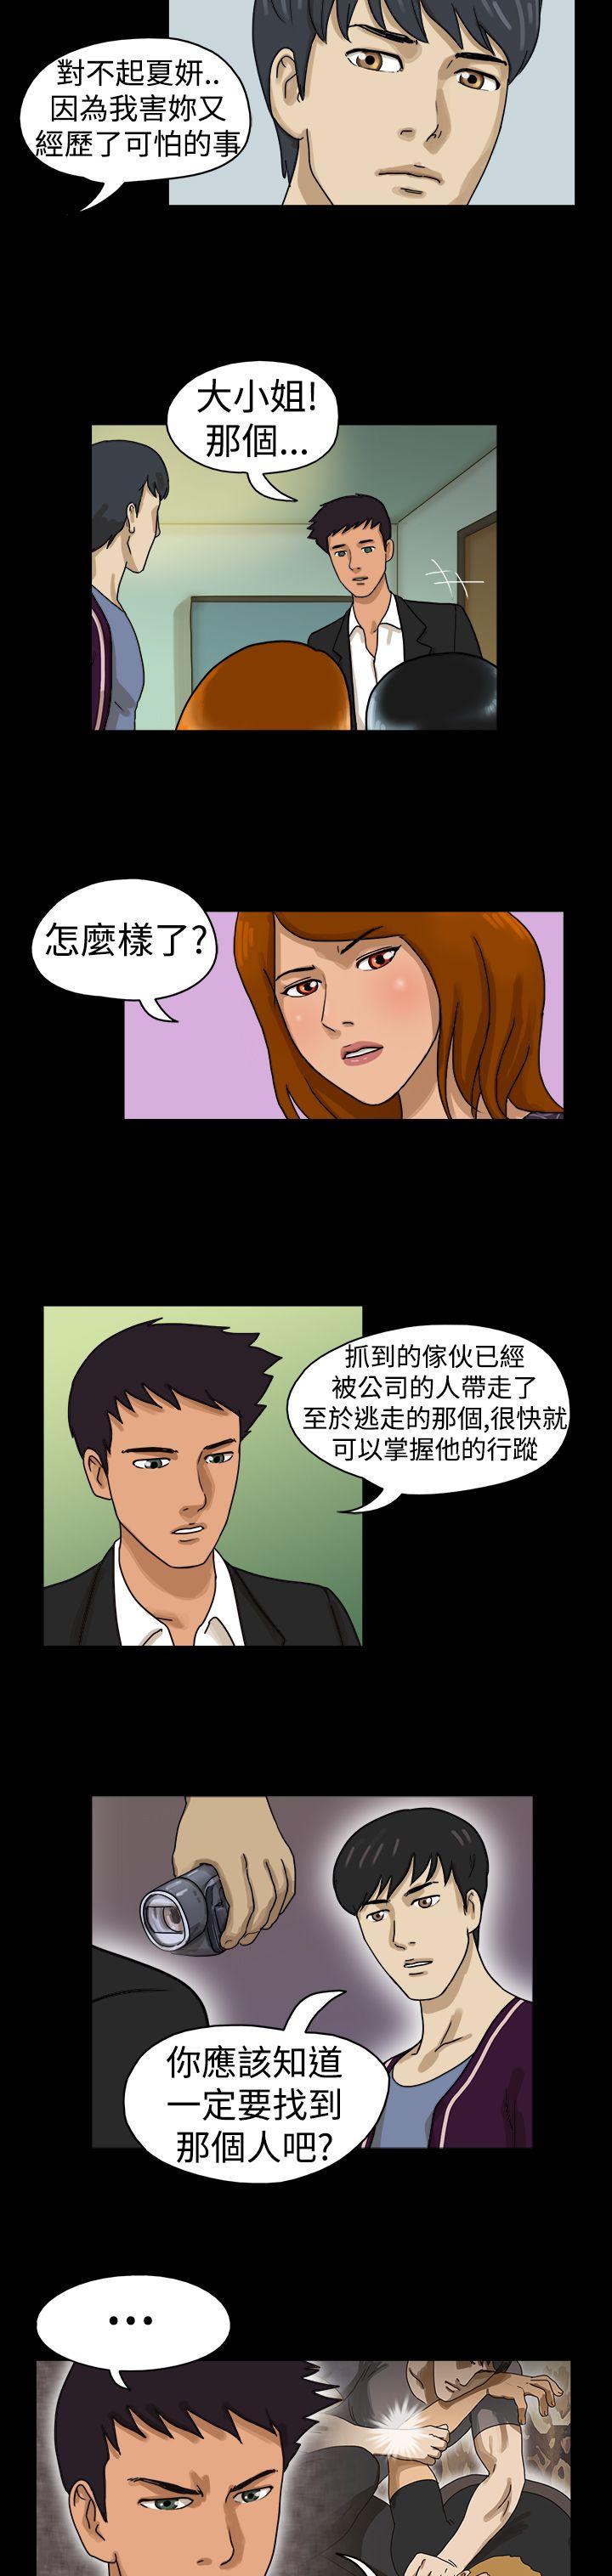 對不起夏妍..
因為我害妳又
經歷了可怕的事
大小姐!
那個...
怎麼樣了?
抓到的傢伙已經
被公司的人帶走了
至於逃走的那個,很快就
可以掌握他的行蹤
你應該知道
一定要找到
那個人吧?
...